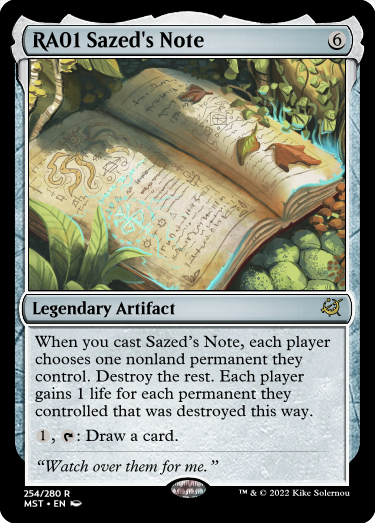 RA01 Sazed's Note 6
Legendary Artifact
When you cast Sazed's Note, each player
chooses one nonland permanent they
control. Destroy the rest. Each player
gains 1 life for each permanent they
controlled that was destroyed this way.
1, : Draw a card.
“Watch over them for me.”
254/280 R
MST • EN
™ & © 2022 Kike Solernou